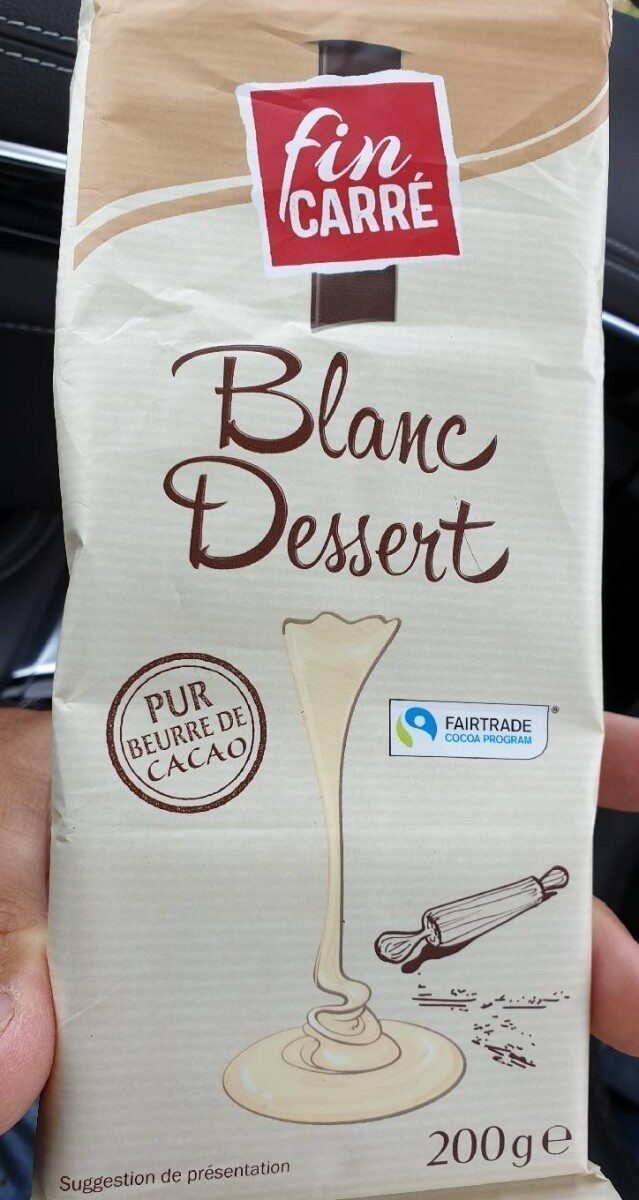 fin
CARRÉ
Blanc
Dessert
PUR
BEURRE DE
CACAO
FAIRTRADE
COCOA PROGRAM
®
200g℮
Suggestion de présentation